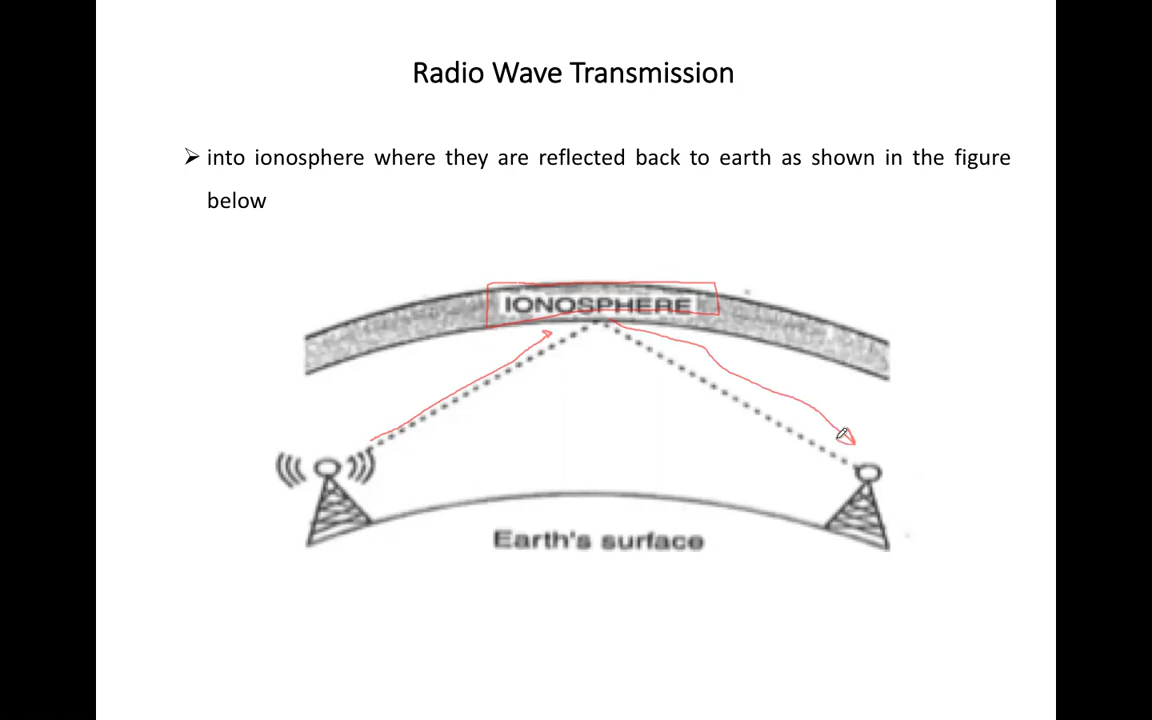 Radio Wave Transmission
➢ into ionosphere where they are reflected back to earth as shown in the figure
below
IONOSPHERE
Earth's surface